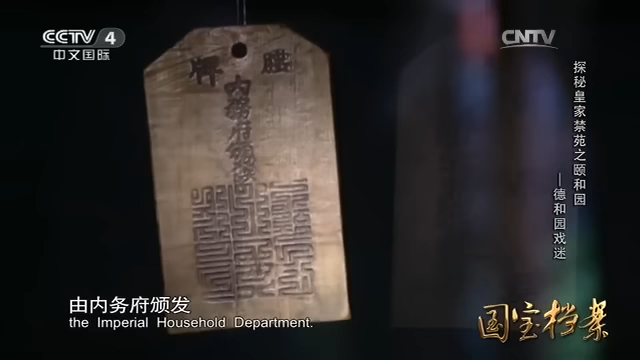 CCTV 4
中文国际
CNTV
探秘皇家禁苑之颐和园
—德和园戏迷
牌腰
内务府颁发
由内务府颁发
the Imperial Household Department.
国宝档案